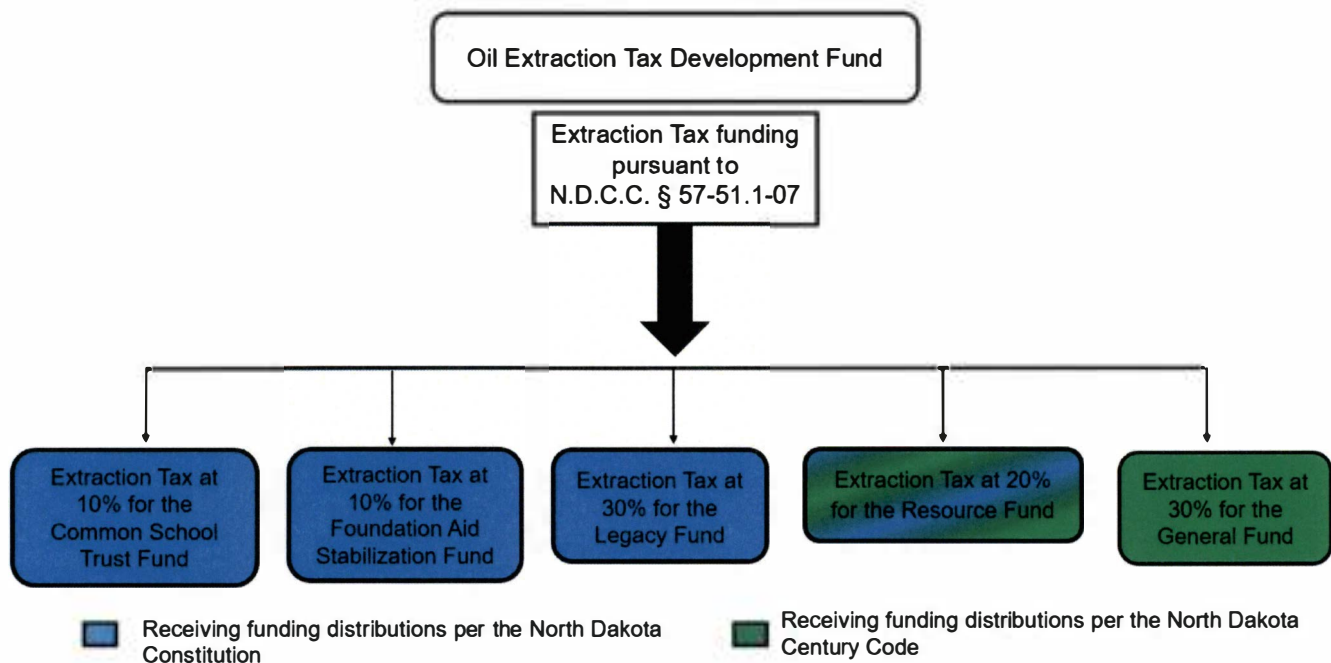 Oil Extraction Tax Development Fund
Extraction Tax funding
pursuant to
N.D.C.C. § 57-51.1-07
Extraction Tax at
10% for the
Common School
Trust Fund
Extraction Tax at
10% for the
Foundation Aid
Stabilization Fund
Extraction Tax at
30% for the
Legacy Fund
Extraction Tax at 20%
for the Resource Fund
Extraction Tax at
30% for the
General Fund
Receiving funding distributions per the North Dakota
Constitution
Receiving funding distributions per the North Dakota
Century Code